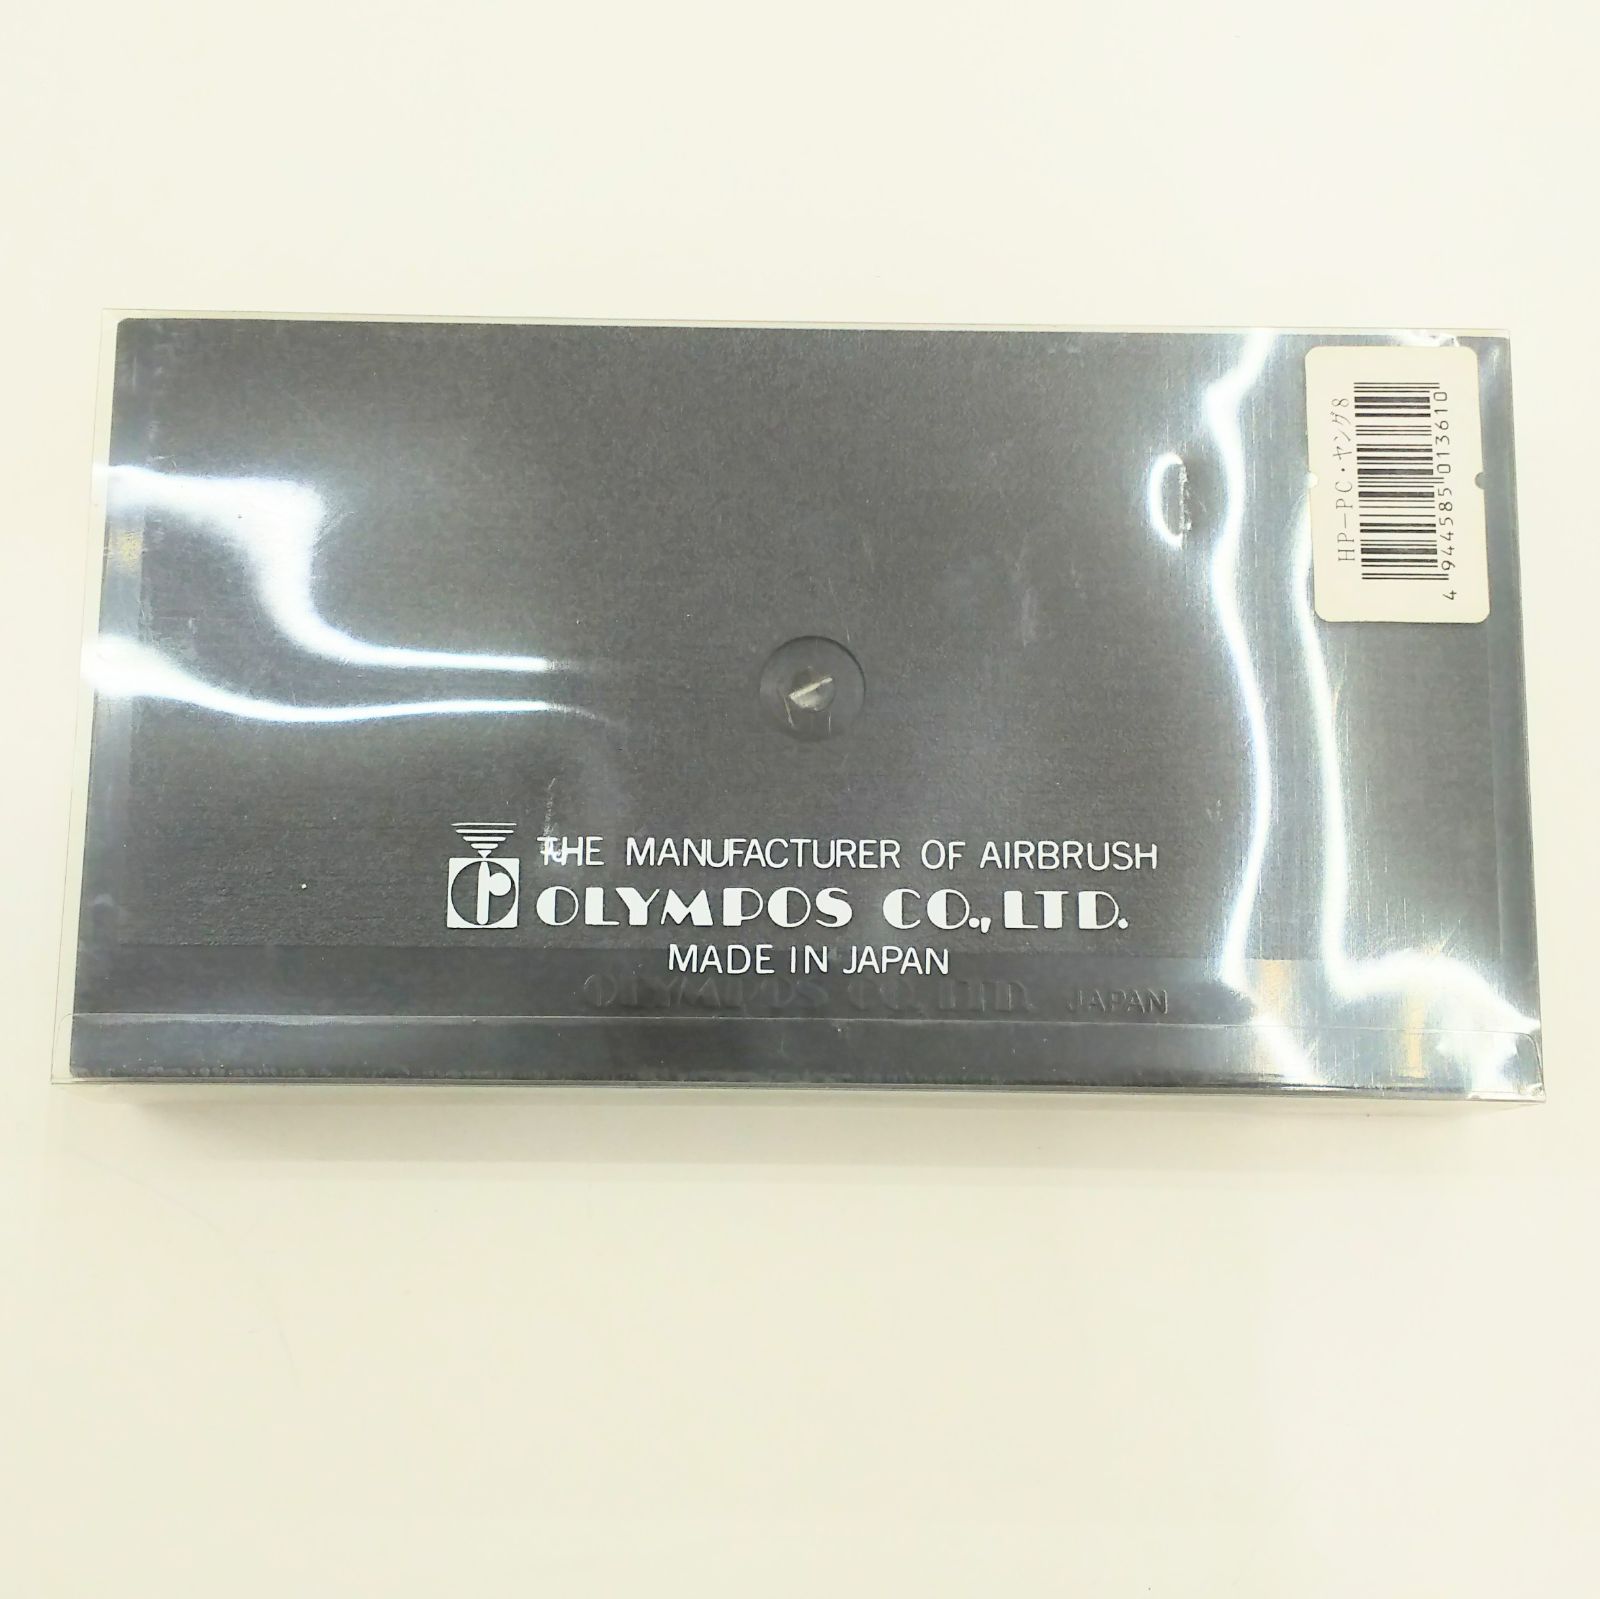 HP-PC・ヤング8
4 944585 013610
THE MANUFACTURER OF AIRBRUSH
OLYMPOS CO., LTD.
MADE IN JAPAN
OLYMPOS CO. LTD. JAPAN